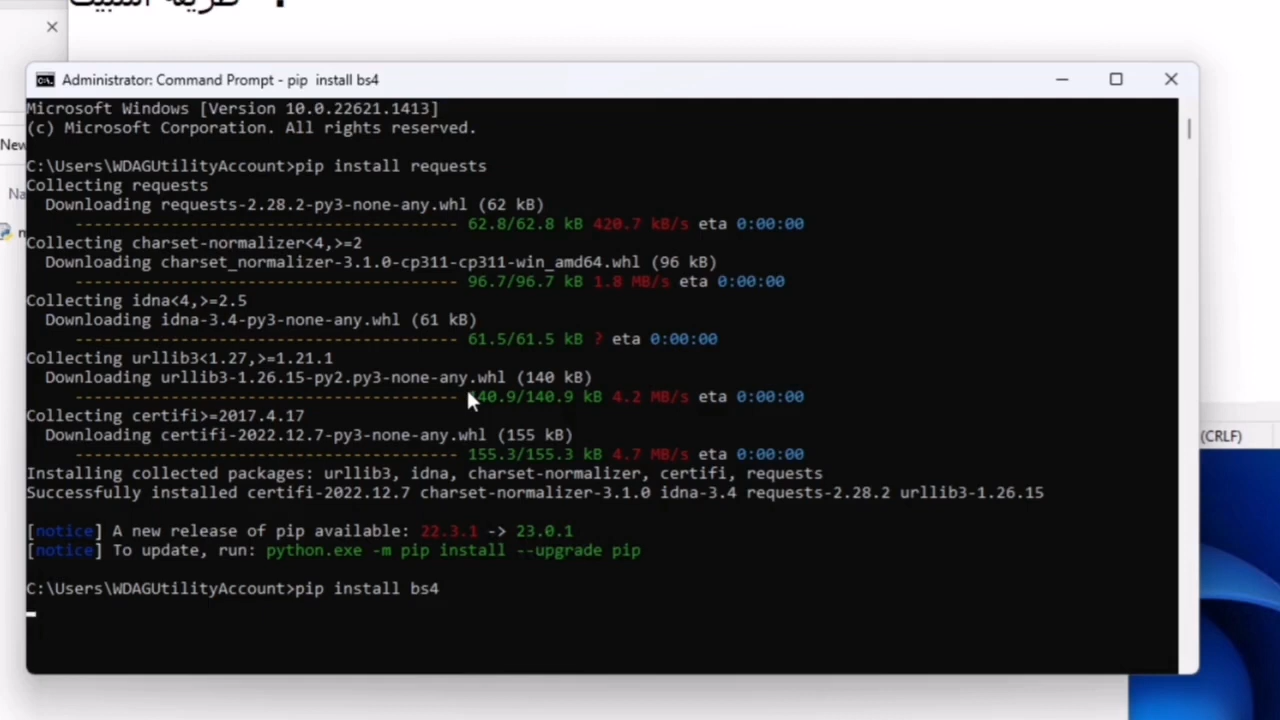 Administrator: Command Prompt - pip  install bs4
Microsoft Windows [Version 10.0.22621.1413]
(c) Microsoft Corporation. All rights reserved.
C:\Users\WDAGUtilityAccount>pip install requests
Collecting requests
Downloading requests-2.28.2-py3-none-any.whl (62 kB)
---------------------------------------- 62.8/62.8 kB 420.7 kB/s eta 0:00:00
Collecting charset-normalizer<4,>=2
Downloading charset_normalizer-3.1.0-cp311-cp311-win_amd64.whl (96 kB)
---------------------------------------- 96.7/96.7 kB 1.8 MB/s eta 0:00:00
Collecting idna<4,>=2.5
Downloading idna-3.4-py3-none-any.whl (61 kB)
---------------------------------------- 61.5/61.5 kB ? eta 0:00:00
Collecting urllib3<1.27,>=1.21.1
Downloading urllib3-1.26.15-py2.py3-none-any.whl (140 kB)
---------------------------------------- 140.9/140.9 kB 4.2 MB/s eta 0:00:00
Collecting certifi>=2017.4.17
Downloading certifi-2022.12.7-py3-none-any.whl (155 kB)
---------------------------------------- 155.3/155.3 kB 4.7 MB/s eta 0:00:00
Installing collected packages: urllib3, idna, charset-normalizer, certifi, requests
Successfully installed certifi-2022.12.7 charset-normalizer-3.1.0 idna-3.4 requests-2.28.2 urllib3-1.26.15
[notice] A new release of pip available: 22.3.1 -> 23.0.1
[notice] To update, run: python.exe -m pip install --upgrade pip
C:\Users\WDAGUtilityAccount>pip install bs4
New
Na
(CRLF)